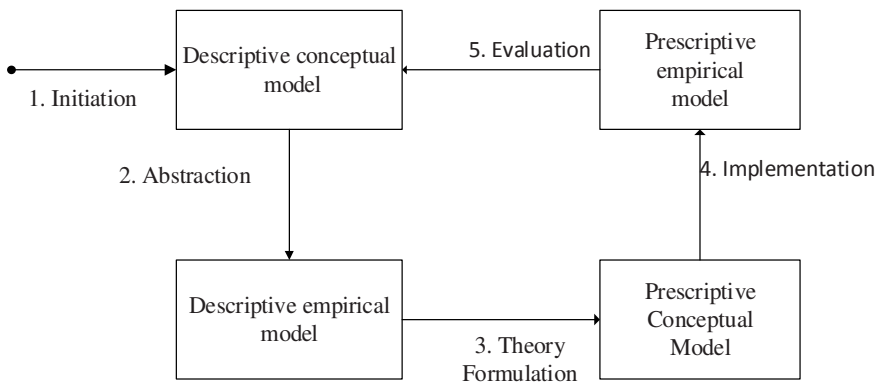 Descriptive conceptual
model
5. Evaluation
Prescriptive
empirical
model
1. Initiation
2. Abstraction
4. Implementation
Descriptive empirical
model
3. Theory
Formulation
Prescriptive
Conceptual
Model